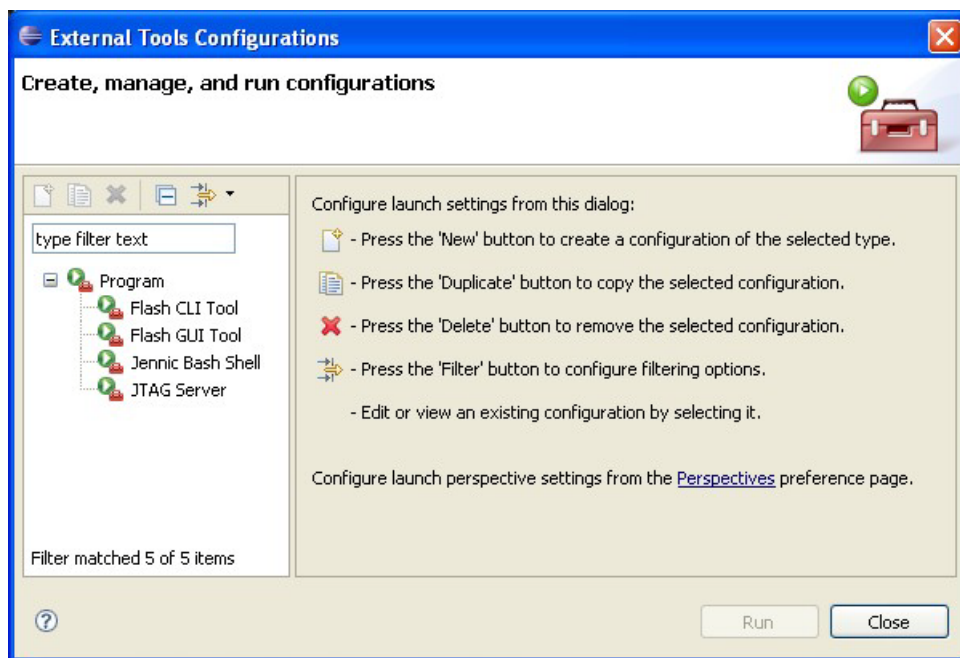 External Tools Configurations
Create, manage, and run configurations
type filter text
Program
Flash CLI Tool
Flash GUI Tool
Jennic Bash Shell
JTAG Server
Filter matched 5 of 5 items
Configure launch settings from this dialog:
- Press the 'New' button to create a configuration of the selected type.
- Press the 'Duplicate' button to copy the selected configuration.
- Press the 'Delete' button to remove the selected configuration.
- Press the 'Filter' button to configure filtering options.
- Edit or view an existing configuration by selecting it.
Configure launch perspective settings from the Perspectives preference page.
Run
Close